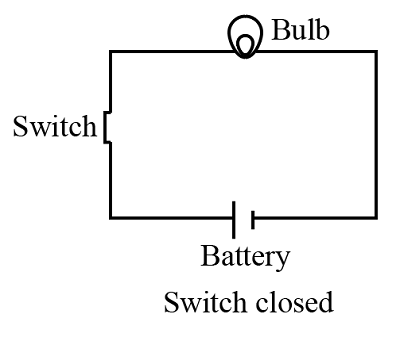 Bulb
Switch
Battery
Switch closed